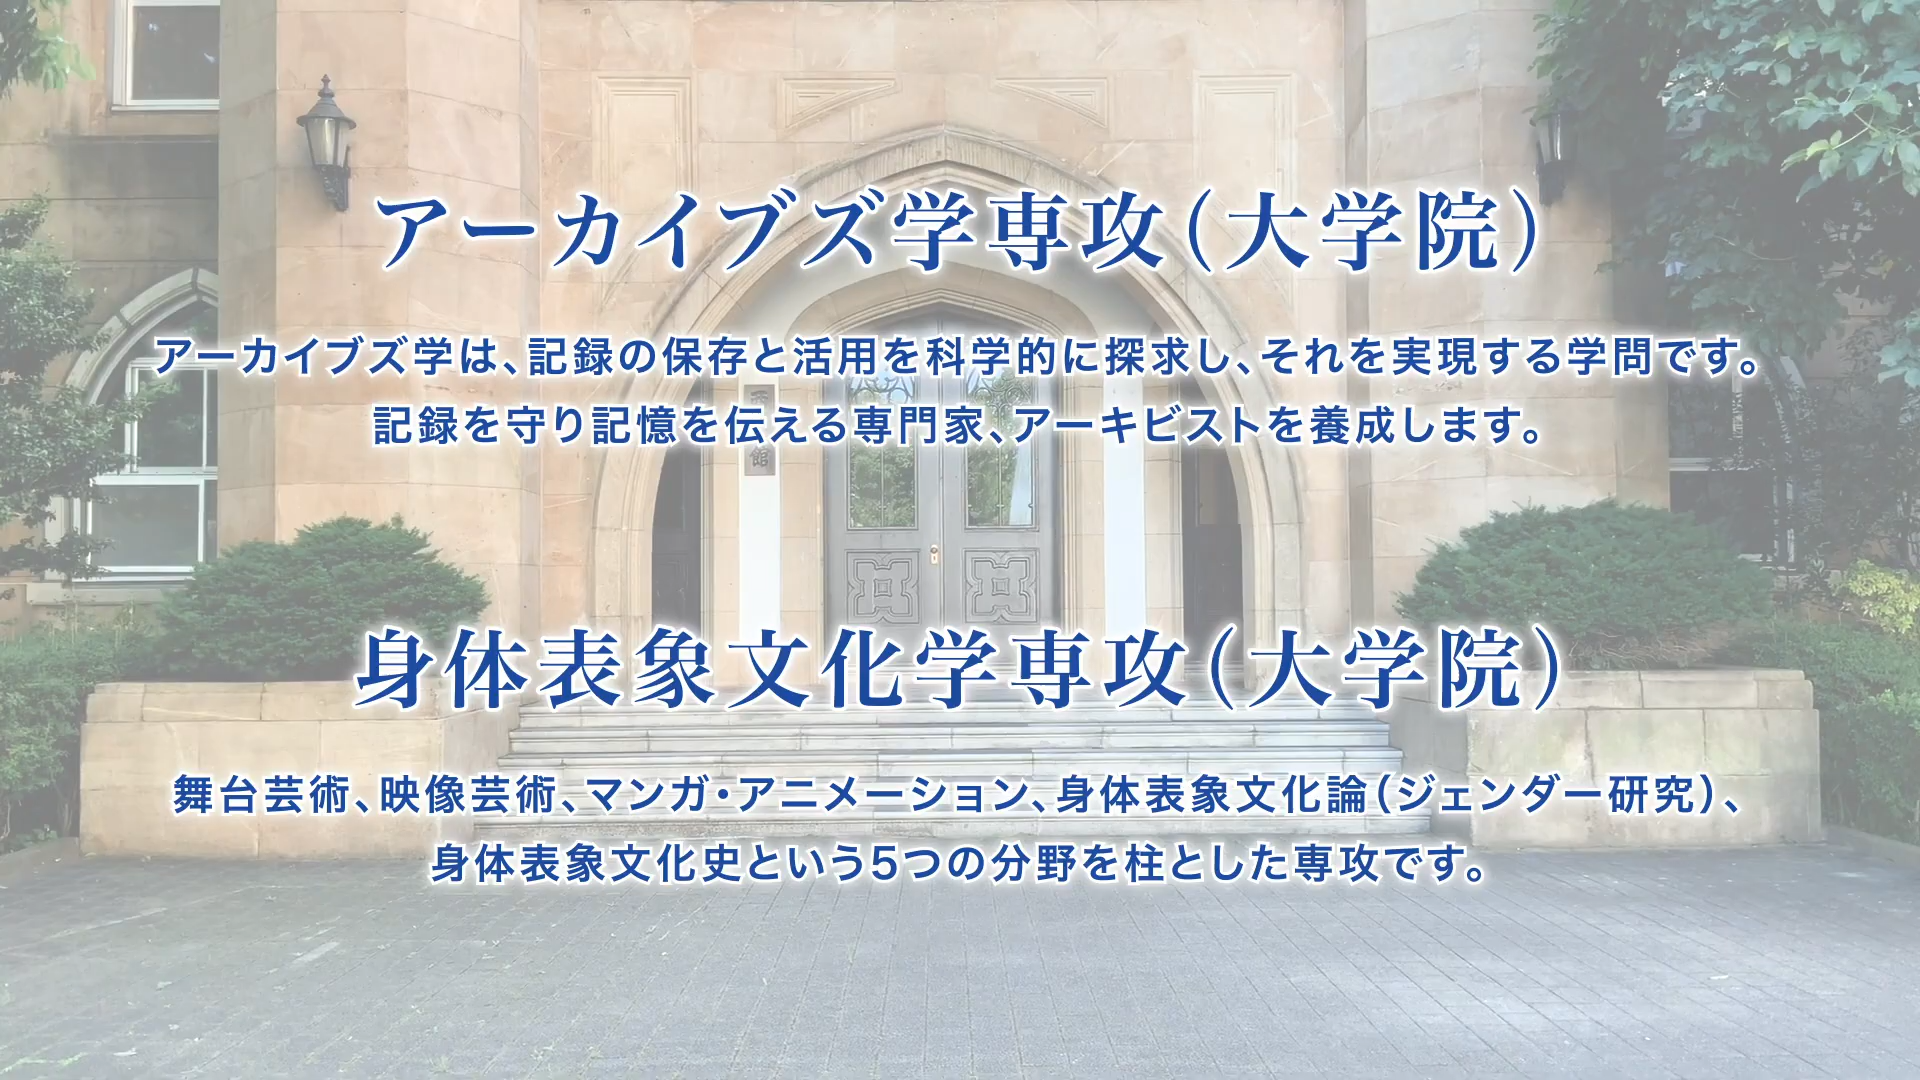 アーカイブズ学専攻（大学院）
アーカイブズ学は、記録の保存と活用を科学的に探求し、それを実現する学問です。
記録を守り記憶を伝える専門家、アーキビストを養成します。
身体表象文化学専攻（大学院）
舞台芸術、映像芸術、マンガ・アニメーション、身体表象文化論（ジェンダー研究）、
身体表象文化史という5つの分野を柱とした専攻です。